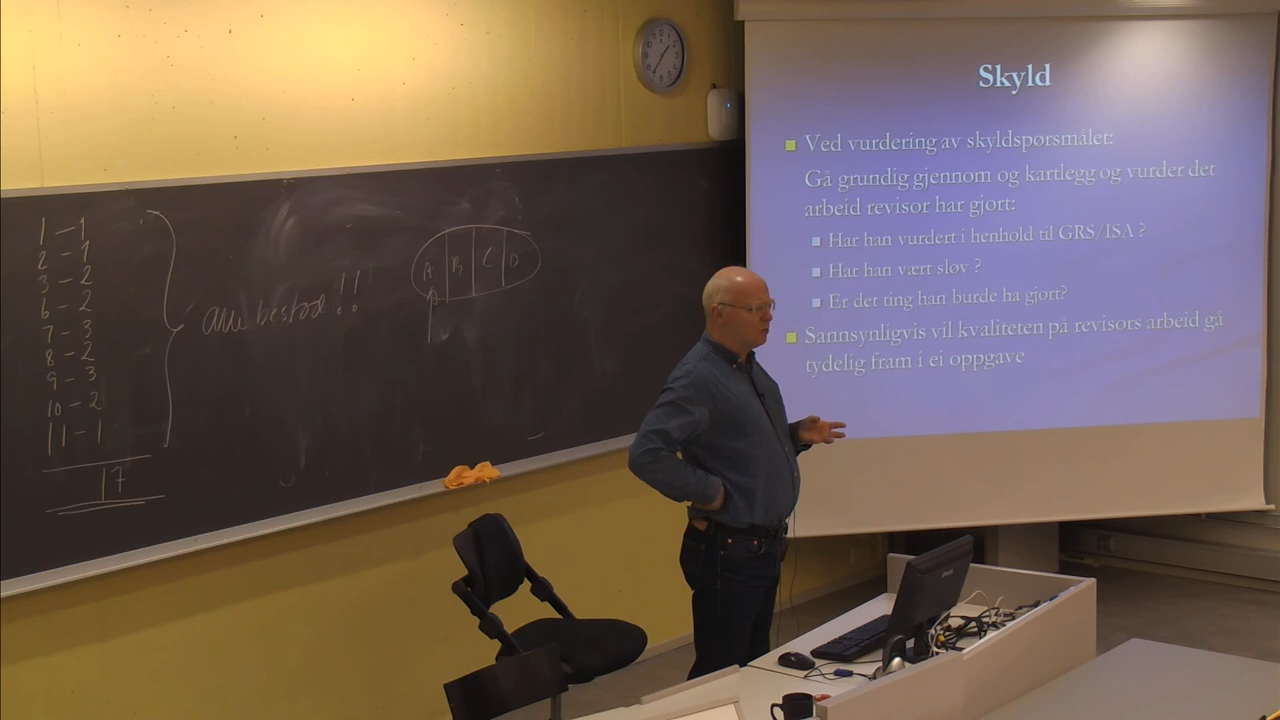 1 – 1
2 – 1
3 – 2
6 – 2
7 – 3
8 – 2
9 – 3
10 – 2
11 – 1
17
alle bestod !!
A B C D
Skyld
Ved vurdering av skyldspørsmålet:
Gå grundig gjennom og kartlegg og vurder det
arbeid revisor har gjort:
Har han vurdert i henhold til GRS/ISA ?
Har han vært sløv ?
Er det ting han burde ha gjort?
Sannsynligvis vil kvaliteten på revisors arbeid gå
tydelig fram i ei oppgave